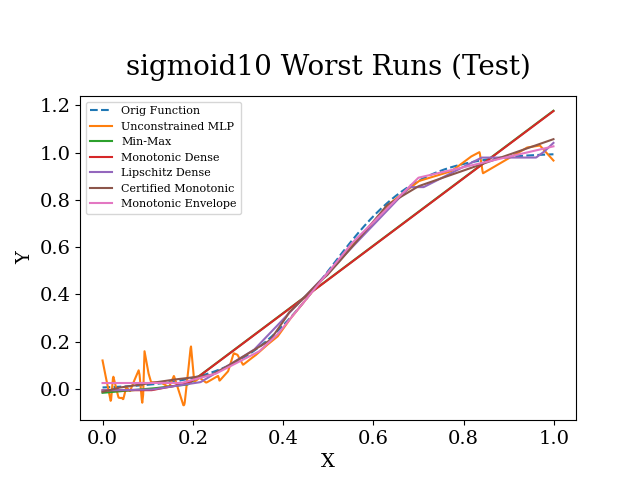 sigmoid10 Worst Runs (Test)
Orig Function
Unconstrained MLP
Min-Max
Monotonic Dense
Lipschitz Dense
Certified Monotonic
Monotonic Envelope
1.2
1.0
0.8
0.6
0.4
0.2
0.0
Y
0.0 0.2 0.4 0.6 0.8 1.0
X